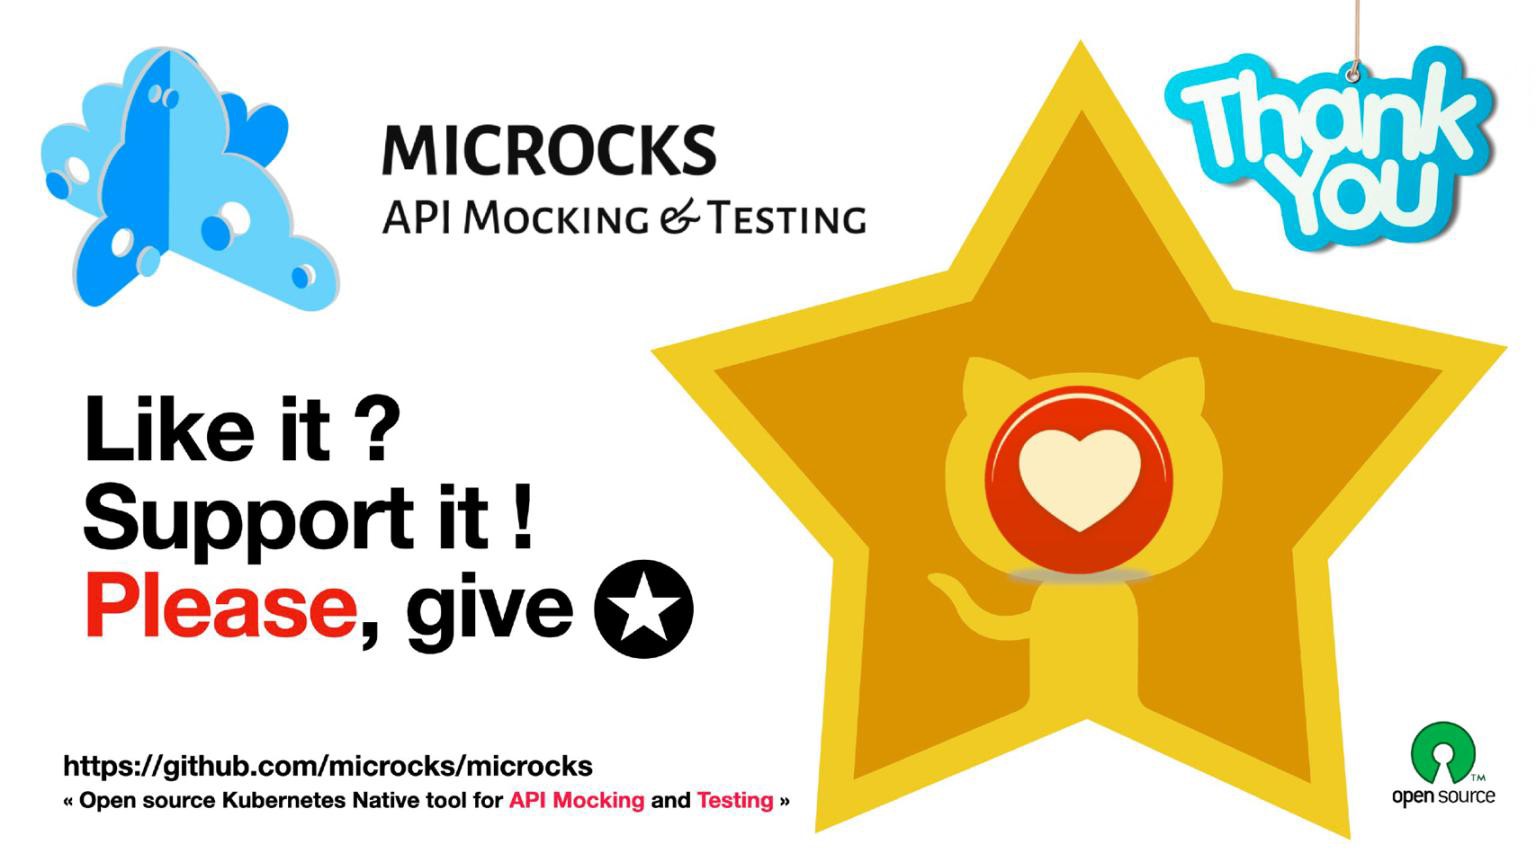 MICROCKS
API MOCKING & TESTING
Thank
You
Like it ?
Support it !
Please, give
https://github.com/microcks/microcks
« Open source Kubernetes Native tool for API Mocking and Testing »
TM
open source